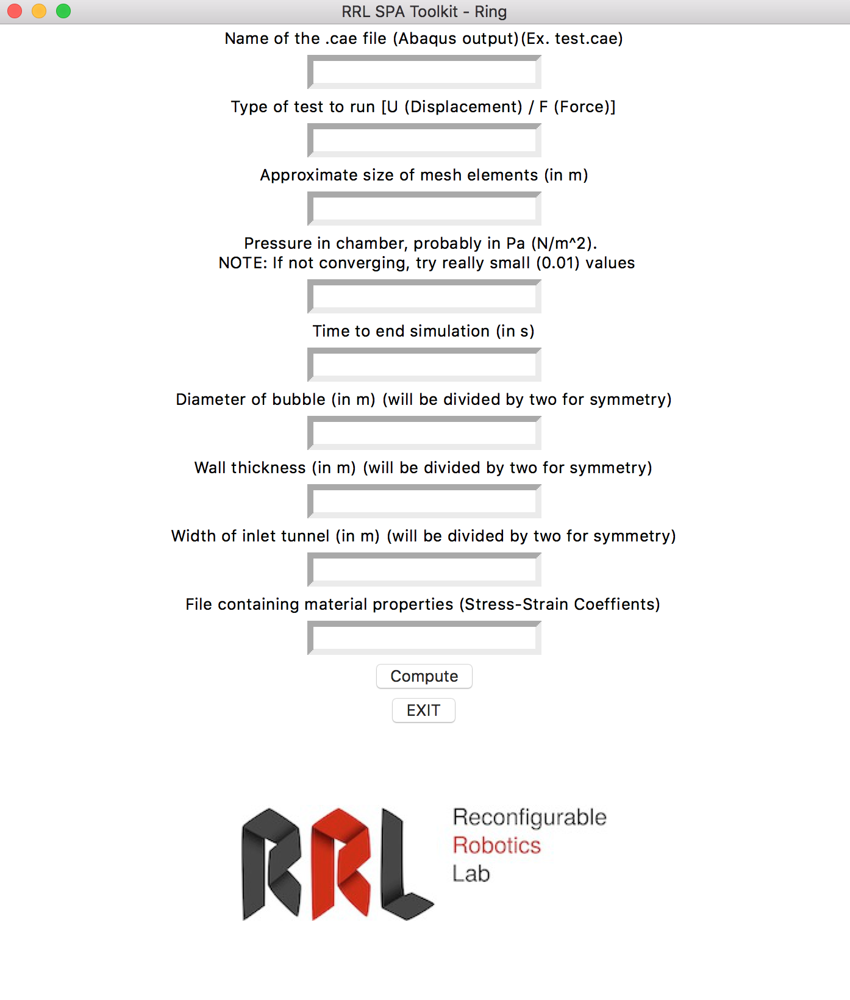 RRL SPA Toolkit - Ring
Name of the .cae file (Abaqus output)(Ex. test.cae)
Type of test to run [U (Displacement) / F (Force)]
Approximate size of mesh elements (in m)
Pressure in chamber, probably in Pa (N/m^2).
NOTE: If not converging, try really small (0.01) values
Time to end simulation (in s)
Diameter of bubble (in m) (will be divided by two for symmetry)
Wall thickness (in m) (will be divided by two for symmetry)
Width of inlet tunnel (in m) (will be divided by two for symmetry)
File containing material properties (Stress-Strain Coeffients)
Compute
EXIT
RRL
Reconfigurable
Robotics
Lab